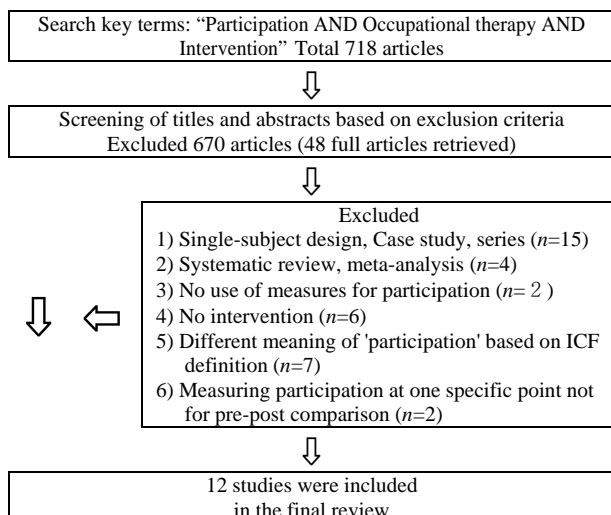 Search key terms: “Participation AND Occupational therapy AND
Intervention” Total 718 articles
Screening of titles and abstracts based on exclusion criteria
Excluded 670 articles (48 full articles retrieved)
Excluded
1) Single-subject design, Case study, series (n=15)
2) Systematic review, meta-analysis (n=4)
3) No use of measures for participation (n=２)
4) No intervention (n=6)
5) Different meaning of 'participation' based on ICF
definition (n=7)
6) Measuring participation at one specific point not
for pre-post comparison (n=2)
12 studies were included
in the final review